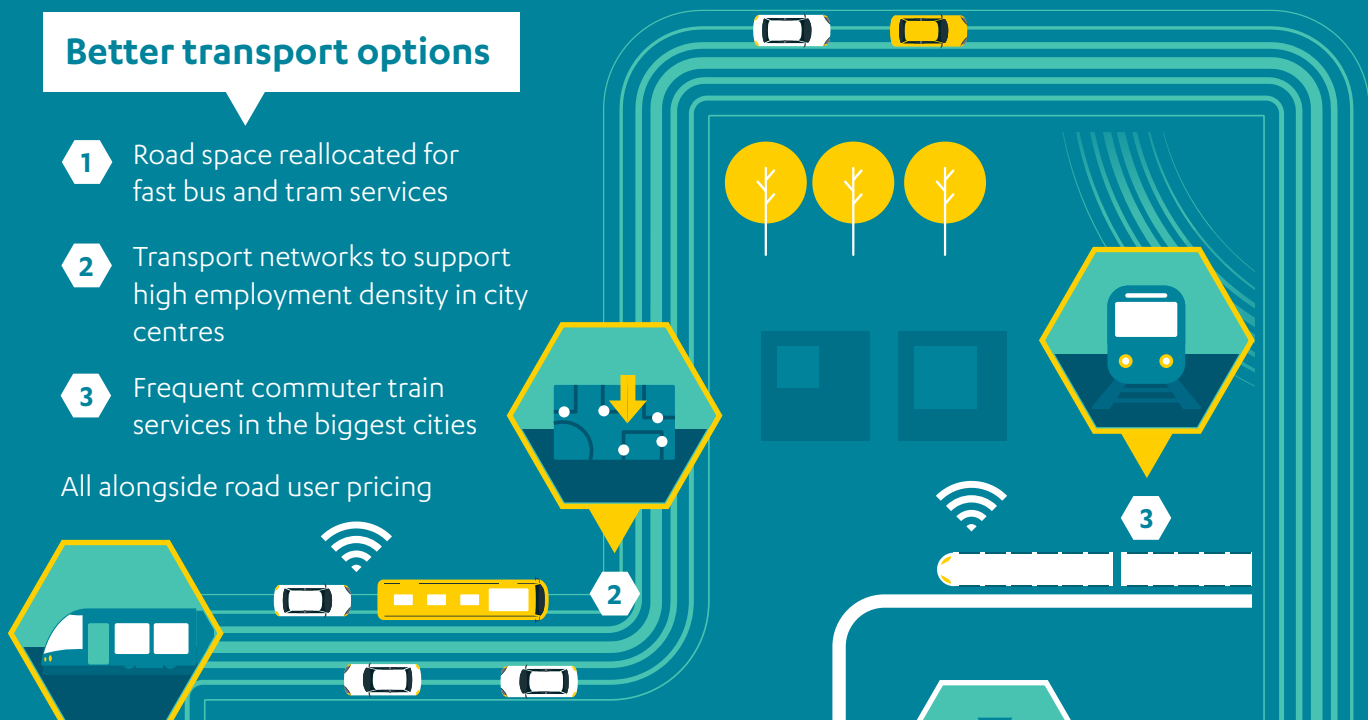 Better transport options
1 Road space reallocated for
fast bus and tram services
2 Transport networks to support
high employment density in city
centres
3 Frequent commuter train
services in the biggest cities
All alongside road user pricing
3
2